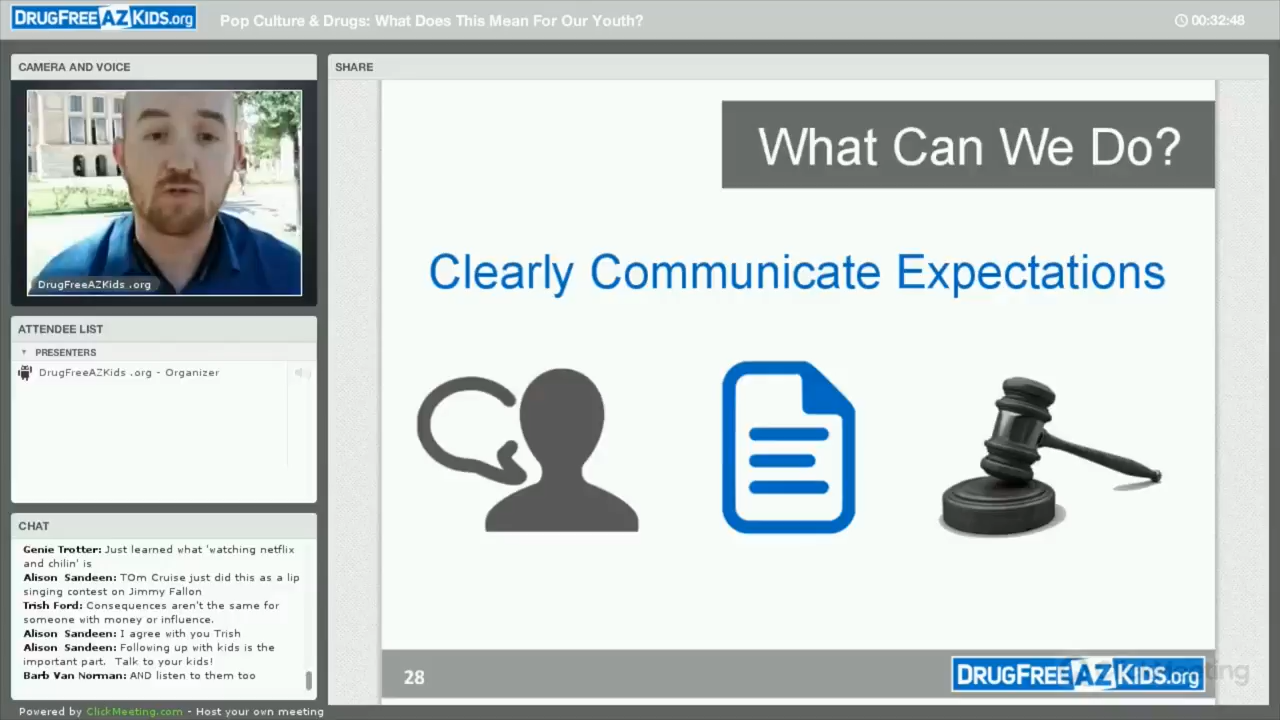 DRUGFREEAZKIDS.org
Pop Culture & Drugs: What Does This Mean For Our Youth?
00:32:48
CAMERA AND VOICE
DrugFreeAZKids .org
ATTENDEE LIST
PRESENTERS
DrugFreeAZKids .org - Organizer
CHAT
Genie Trotter: Just learned what 'watching netflix
and chilin' is
Alison Sandeen: TOm Cruise just did this as a lip
singing contest on Jimmy Fallon
Trish Ford: Consequences aren't the same for
someone with money or influence.
Alison Sandeen: I agree with you Trish
Alison Sandeen: Following up with kids is the
important part. Talk to your kids!
Barb Van Norman: AND listen to them too
Powered by ClickMeeting.com - Host your own meeting
SHARE
What Can We Do?
Clearly Communicate Expectations
28
DRUGFREEAZKIDS.org